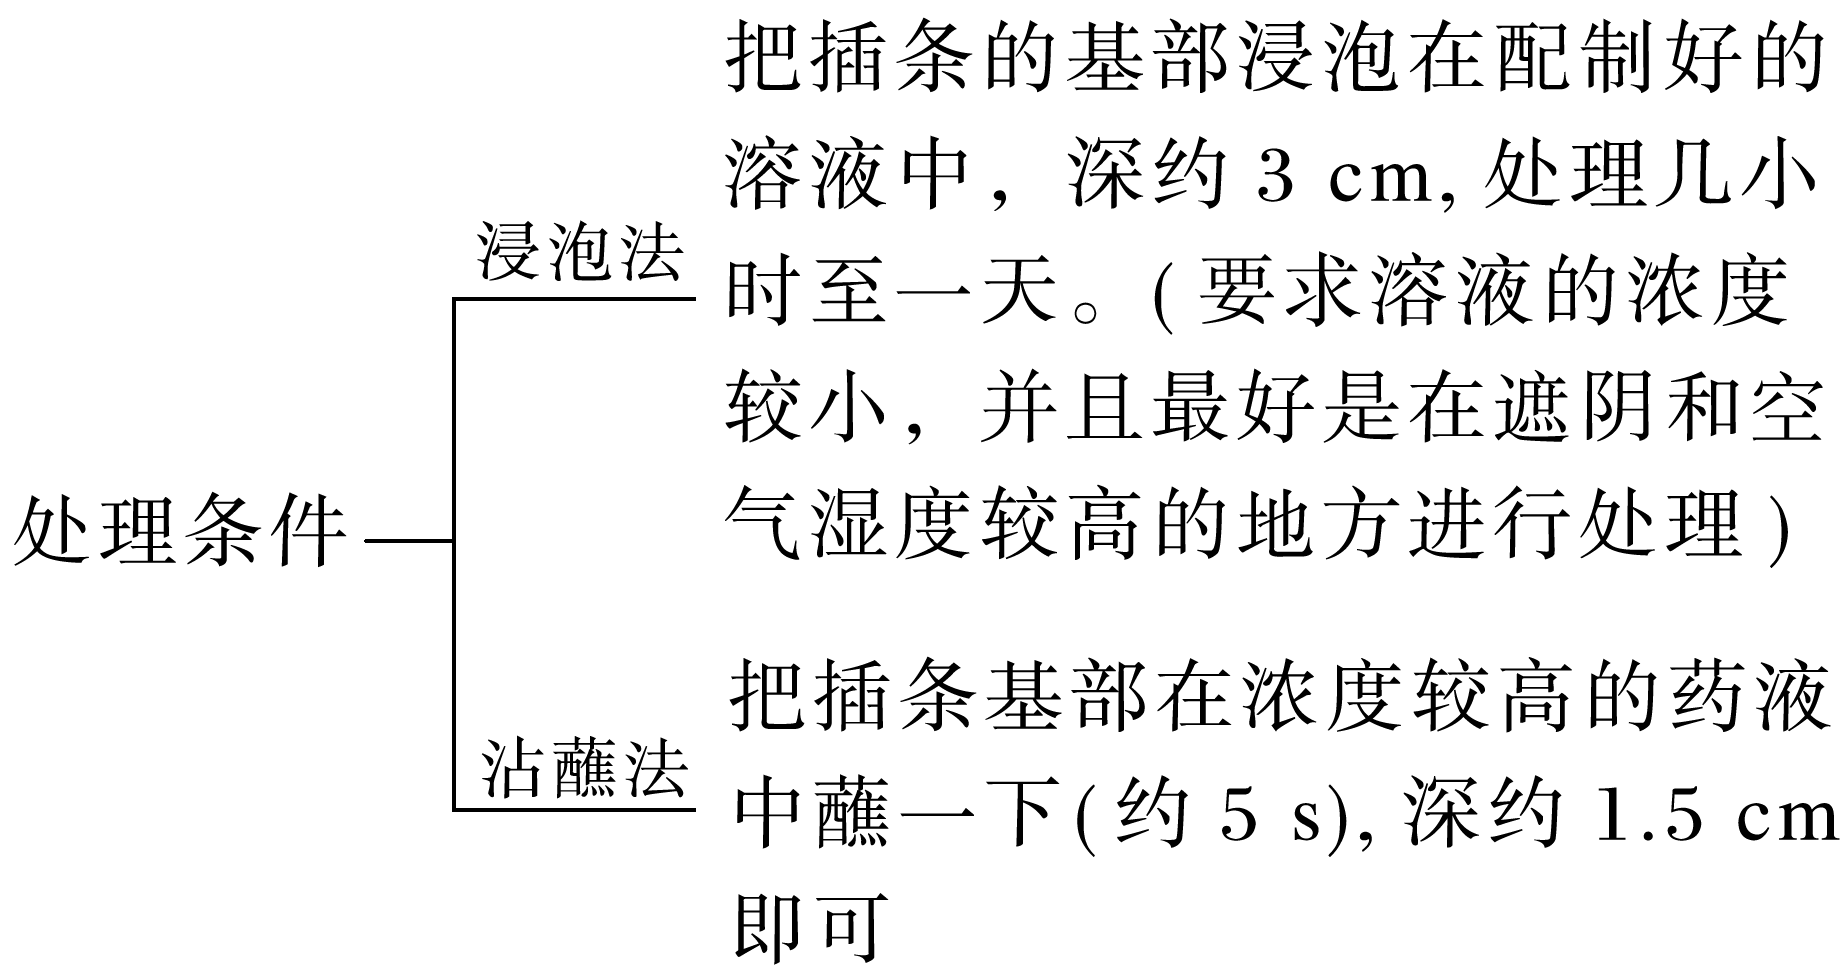 处理条件
浸泡法
把插条的基部浸泡在配制好的
溶液中，深约 3 cm, 处理几小
时至一天。( 要求溶液的浓度
较小，并且最好是在遮阴和空
气湿度较高的地方进行处理 )
沾蘸法
把插条基部在浓度较高的药液
中蘸一下( 约 5 s), 深约 1.5 cm
即可